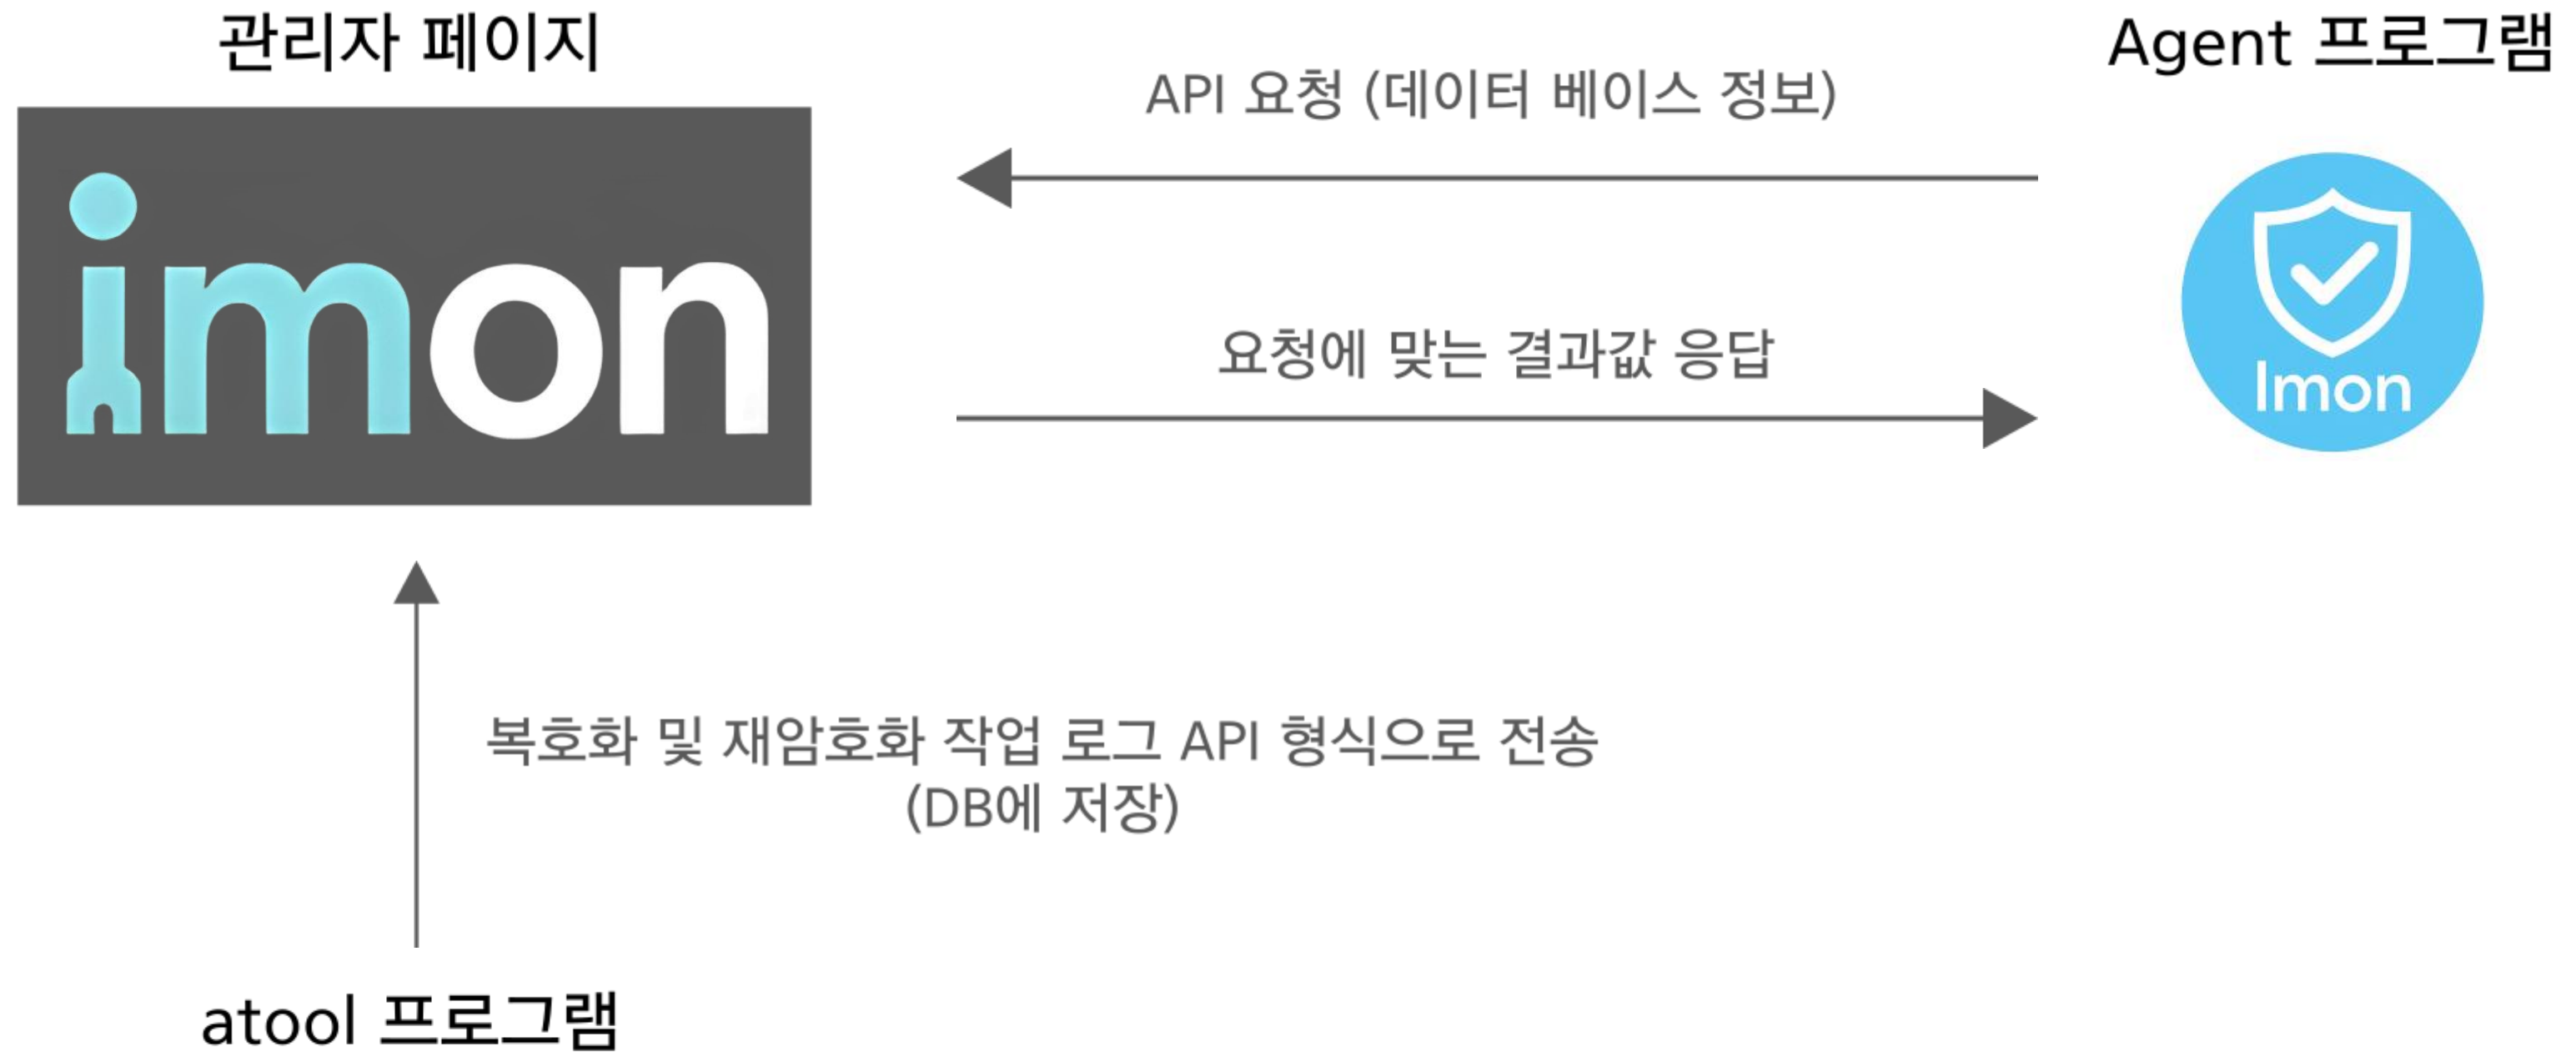 관리자 페이지
Agent 프로그램
API 요청 (데이터 베이스 정보)
imon
요청에 맞는 결과값 응답
Imon
복호화 및 재암호화 작업 로그 API 형식으로 전송
(DB에 저장)
atool 프로그램